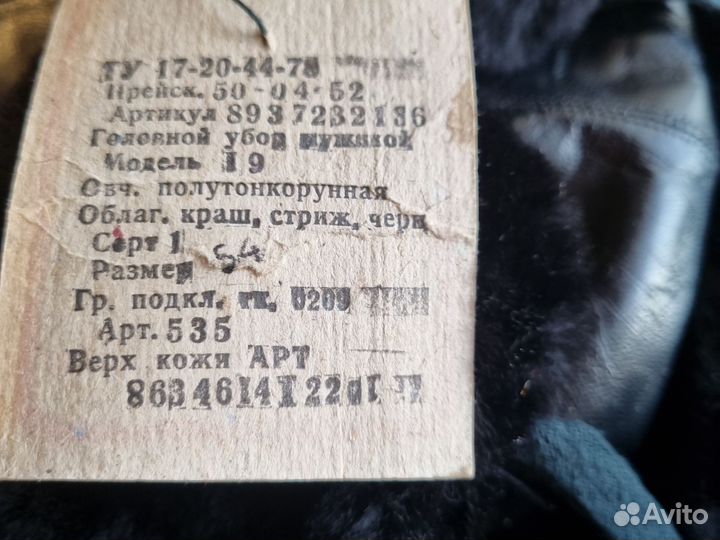 ТУ 17-20-44-78
Прейск. 50-04-52
Артикул 8937232136
Головной убор мужской
Модель 19
Овч. полутонкорунная
Облаг. краш, стриж, черн
Сорт 1
Размер 54
Гр. подкл. 0209
Арт. 535
Верх кожи АРТ
Avito